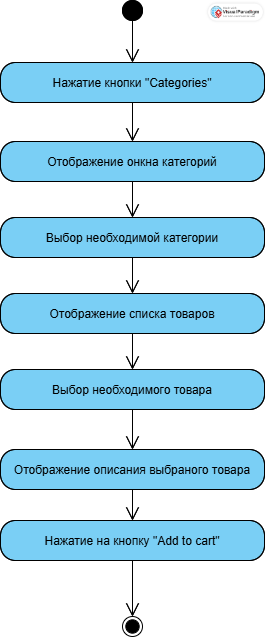 Visual Paradigm
Нажатие кнопки "Categories"
Отображение онкна категорий
Выбор необходимой категории
Отображение списка товаров
Выбор необходимого товара
Отображение описания выбраного товара
Нажатие на кнопку "Add to cart"